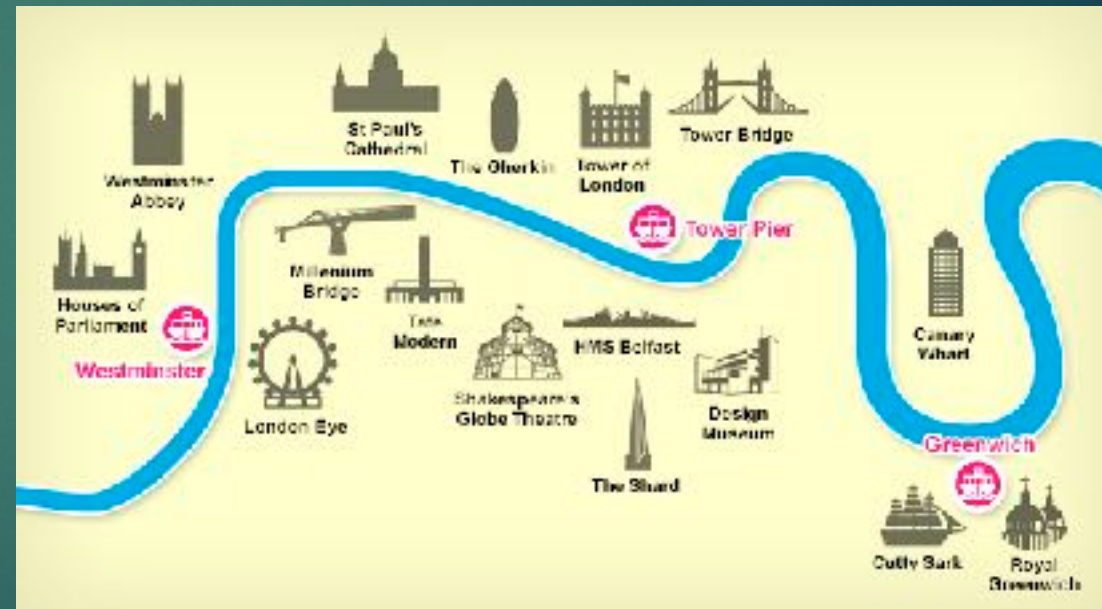 St Paul's
Cathedral
The Gherkin
Tower of
London
Tower Bridge
Westminster
Abbey
Tower Pier
Houses of
Parliament
Westminster
Millenium
Bridge
Tate
Modern
London Eye
Shakespeare's
Globe Theatre
HMS Belfast
The Shard
Design
Museum
Canary
Wharf
Greenwich
Cutty Sark
Royal
Greenwich